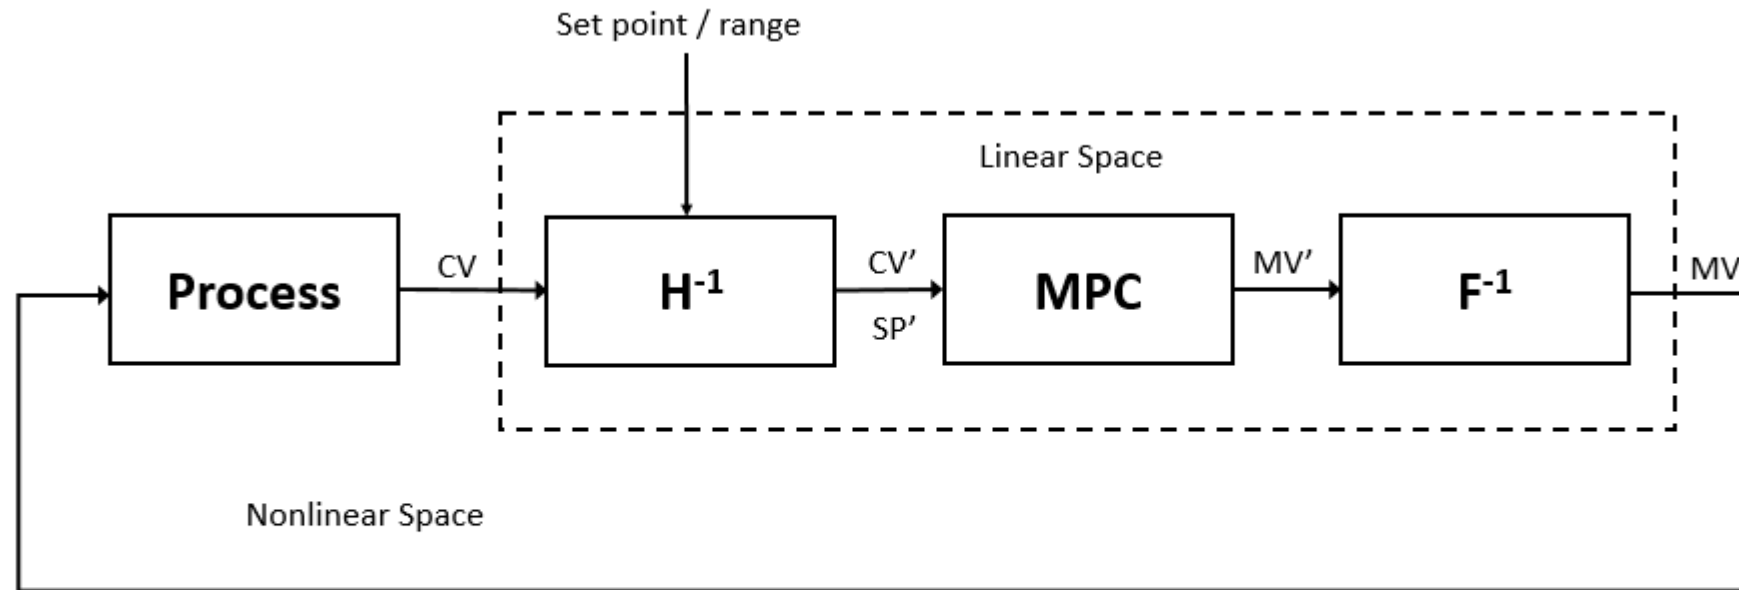 Set point / range
Linear Space
Process
CV
H-1
CV’
SP’
MPC
MV’
F-1
MV
Nonlinear Space